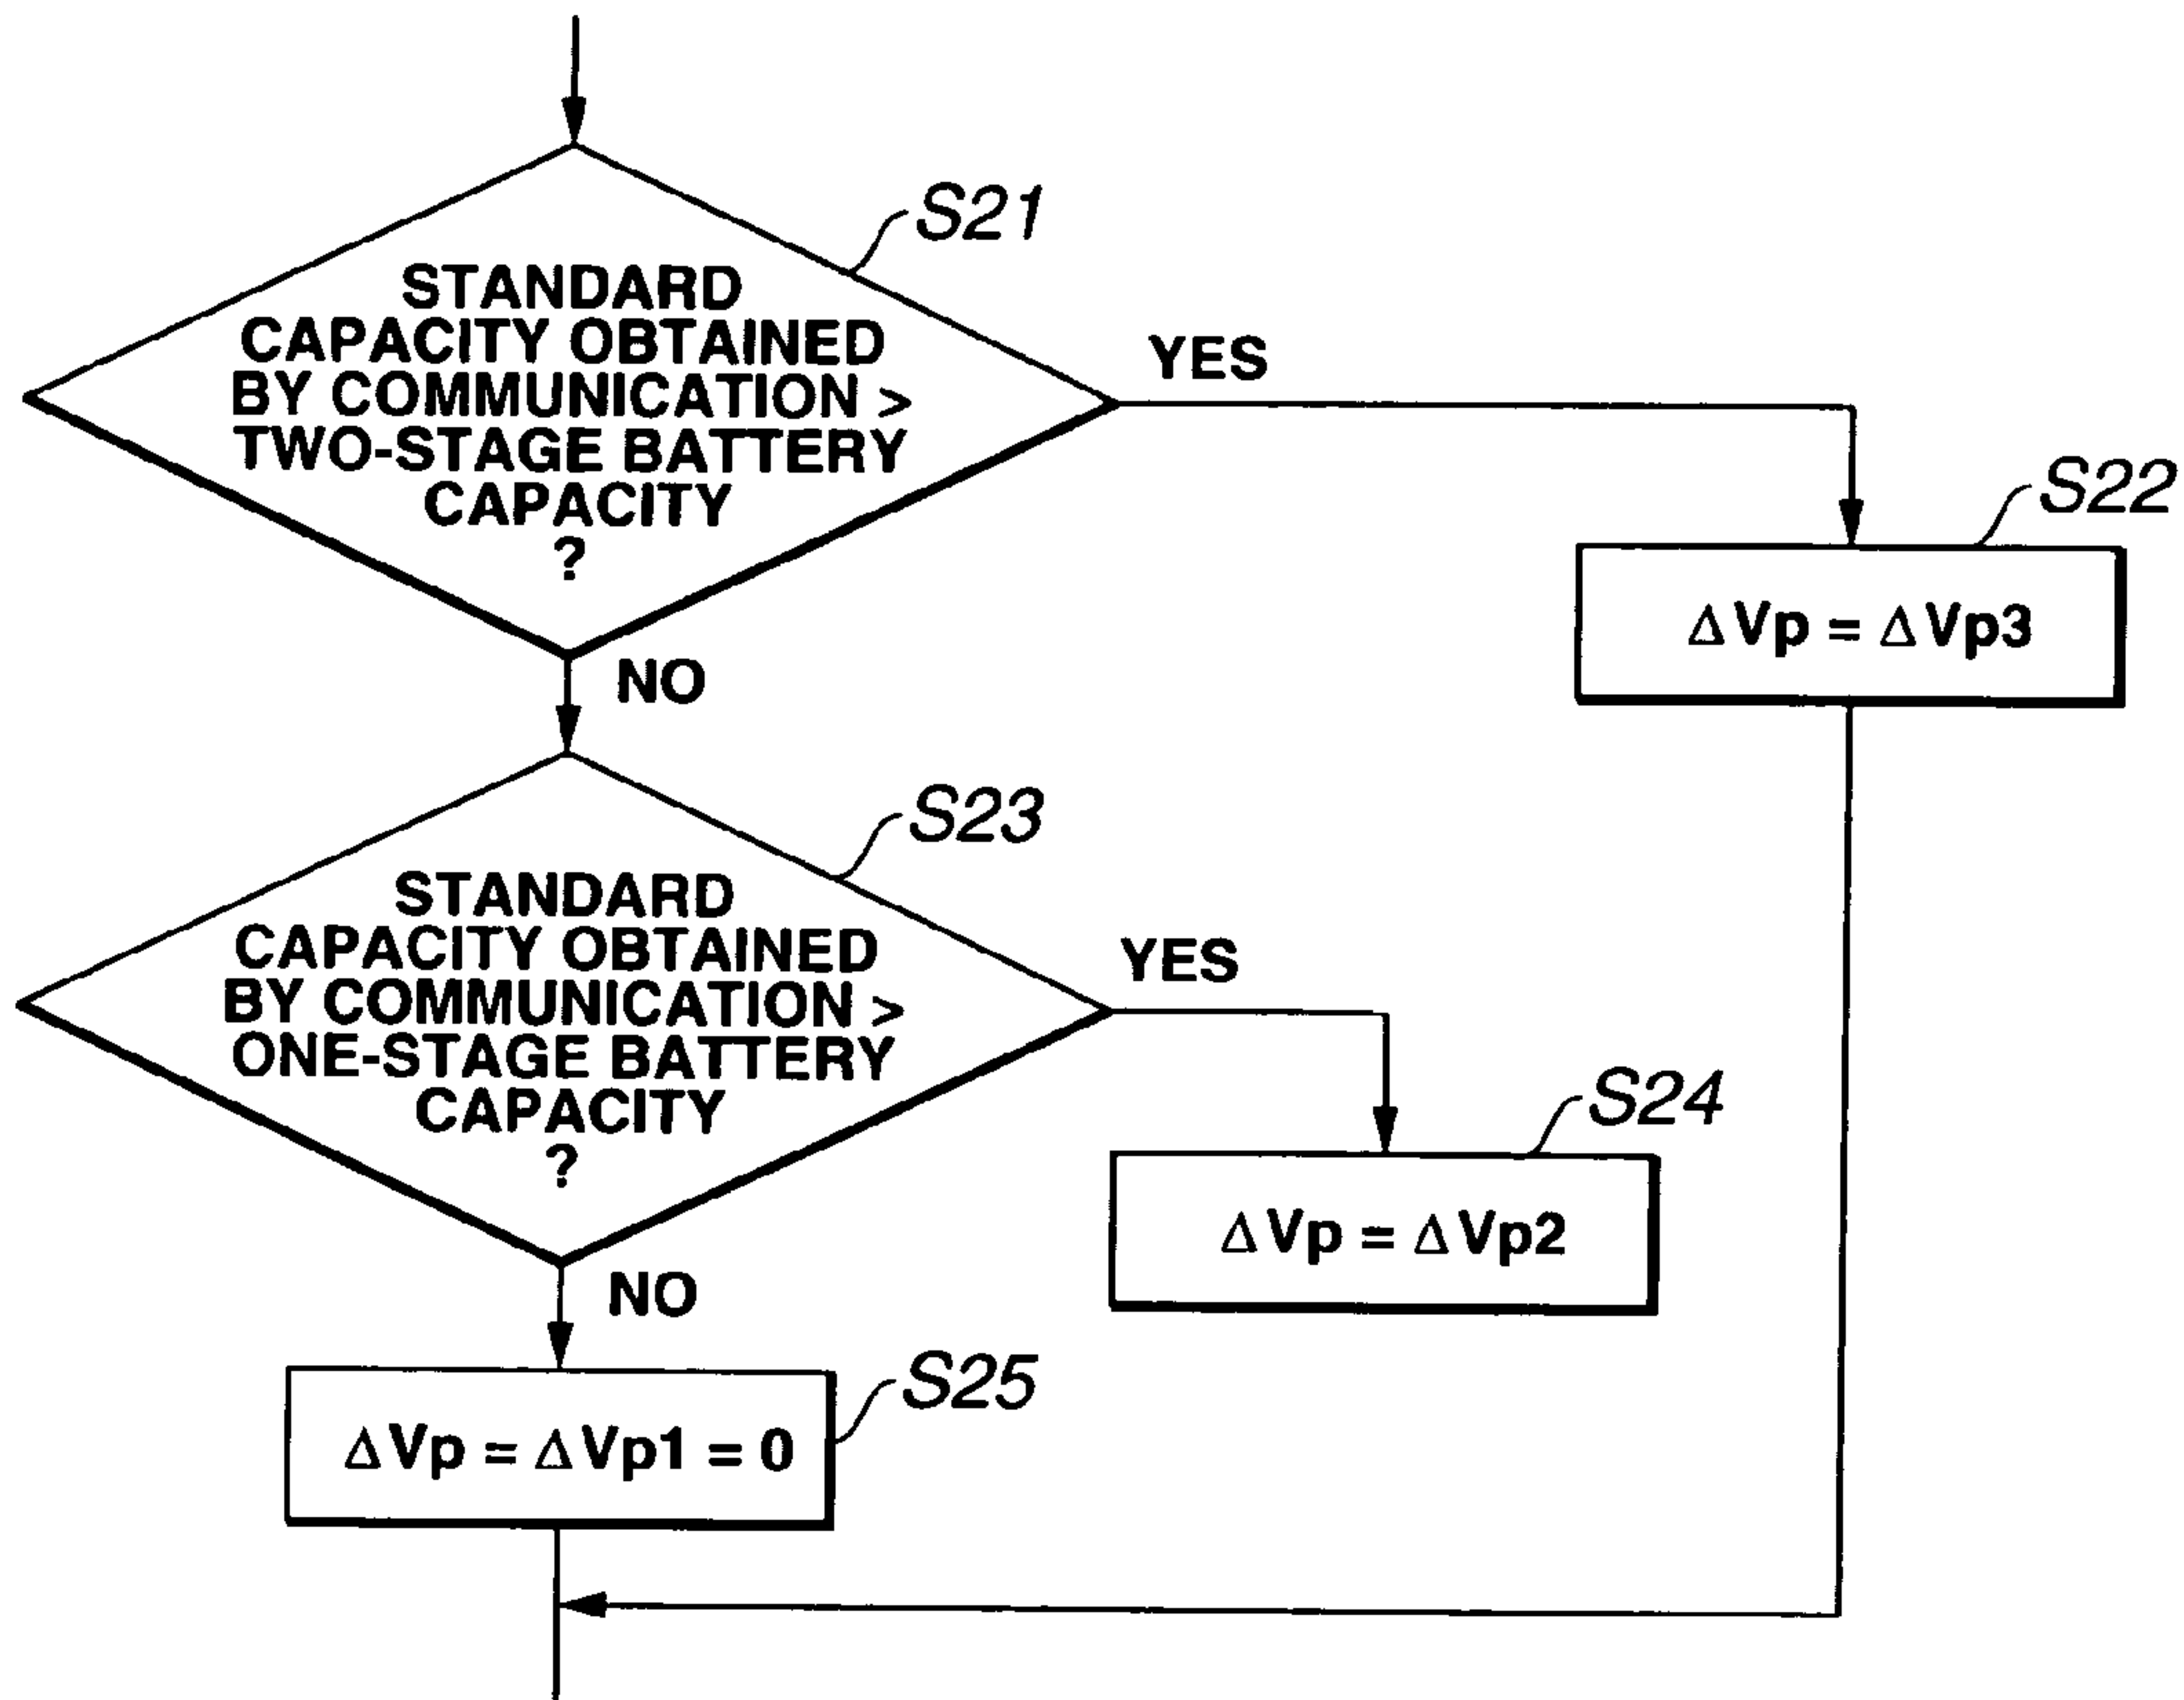 S21
STANDARD
CAPACITY OBTAINED
BY COMMUNICATION >
TWO-STAGE BATTERY
CAPACITY
?
YES
S22
ΔVp = ΔVp3
NO
S23
STANDARD
CAPACITY OBTAINED
BY COMMUNICATION >
ONE-STAGE BATTERY
CAPACITY
?
YES
S24
ΔVp = ΔVp2
NO
S25
ΔVp = ΔVp1 = 0